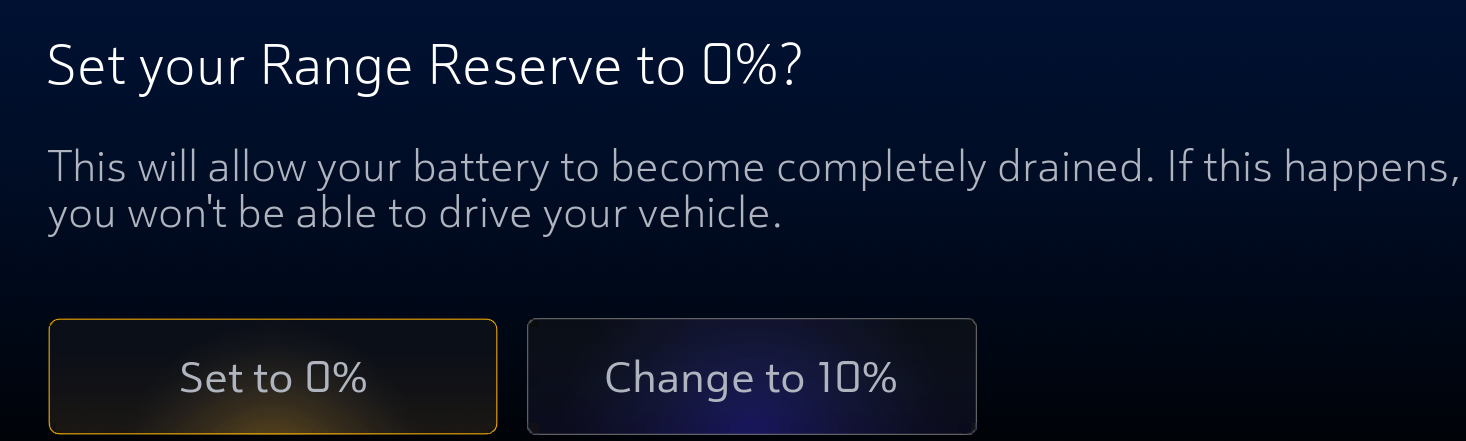 Set your Range Reserve to 0%?
This will allow your battery to become completely drained. If this happens,
you won't be able to drive your vehicle.
Set to 0%
Change to 10%